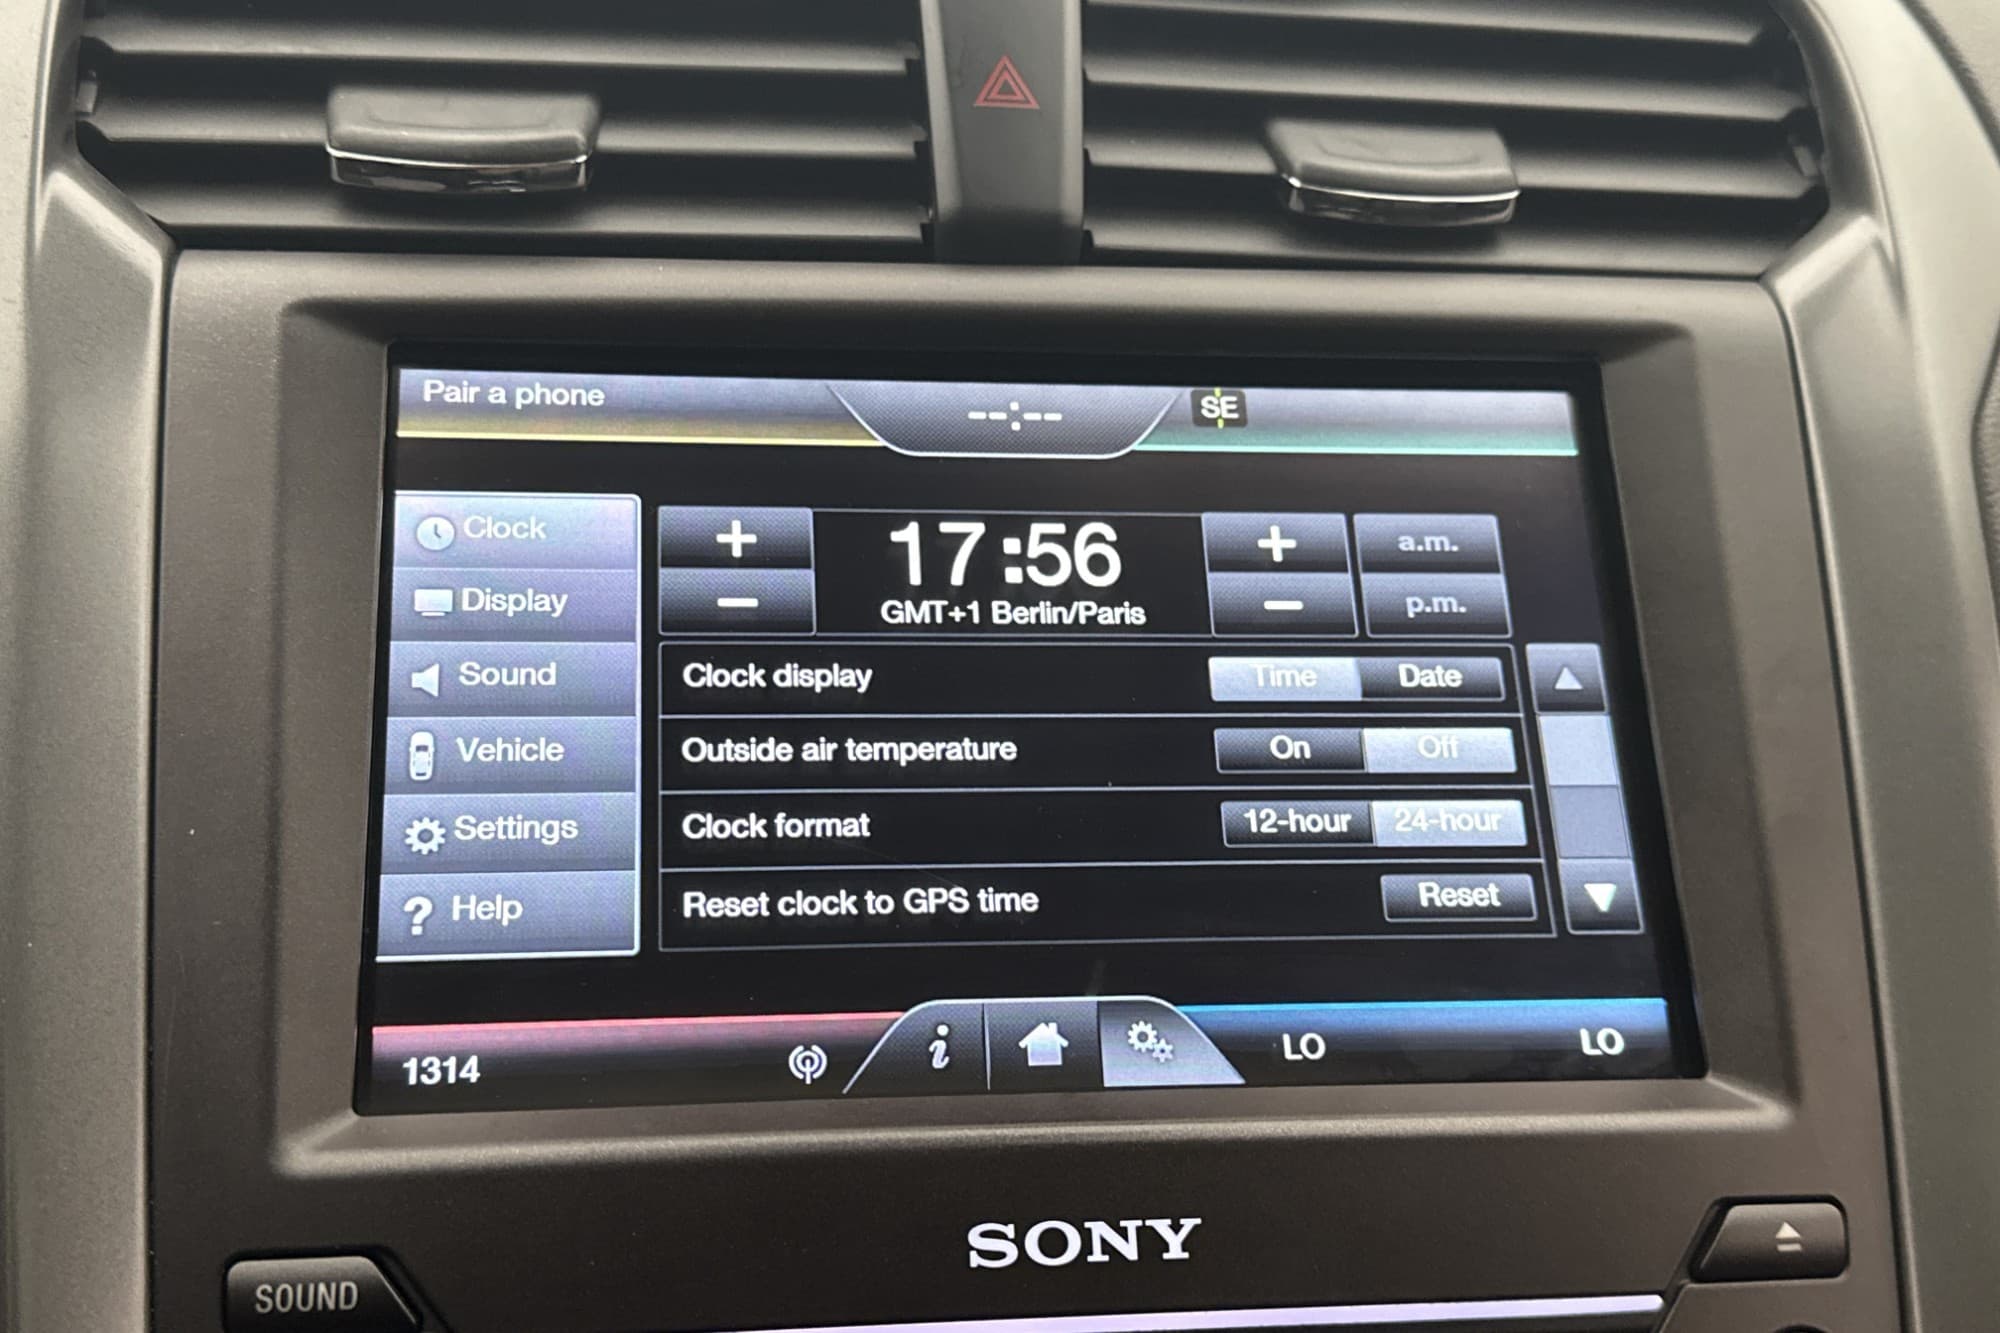 Pair a phone
--:--
SE
Clock
Display
Sound
Vehicle
Settings
Help
+ 17:56 + a.m.
− GMT+1 Berlin/Paris − p.m.
Clock display Time Date
Outside air temperature On Off
Clock format 12-hour 24-hour
Reset clock to GPS time Reset
1314 i LO LO
SONY
SOUND